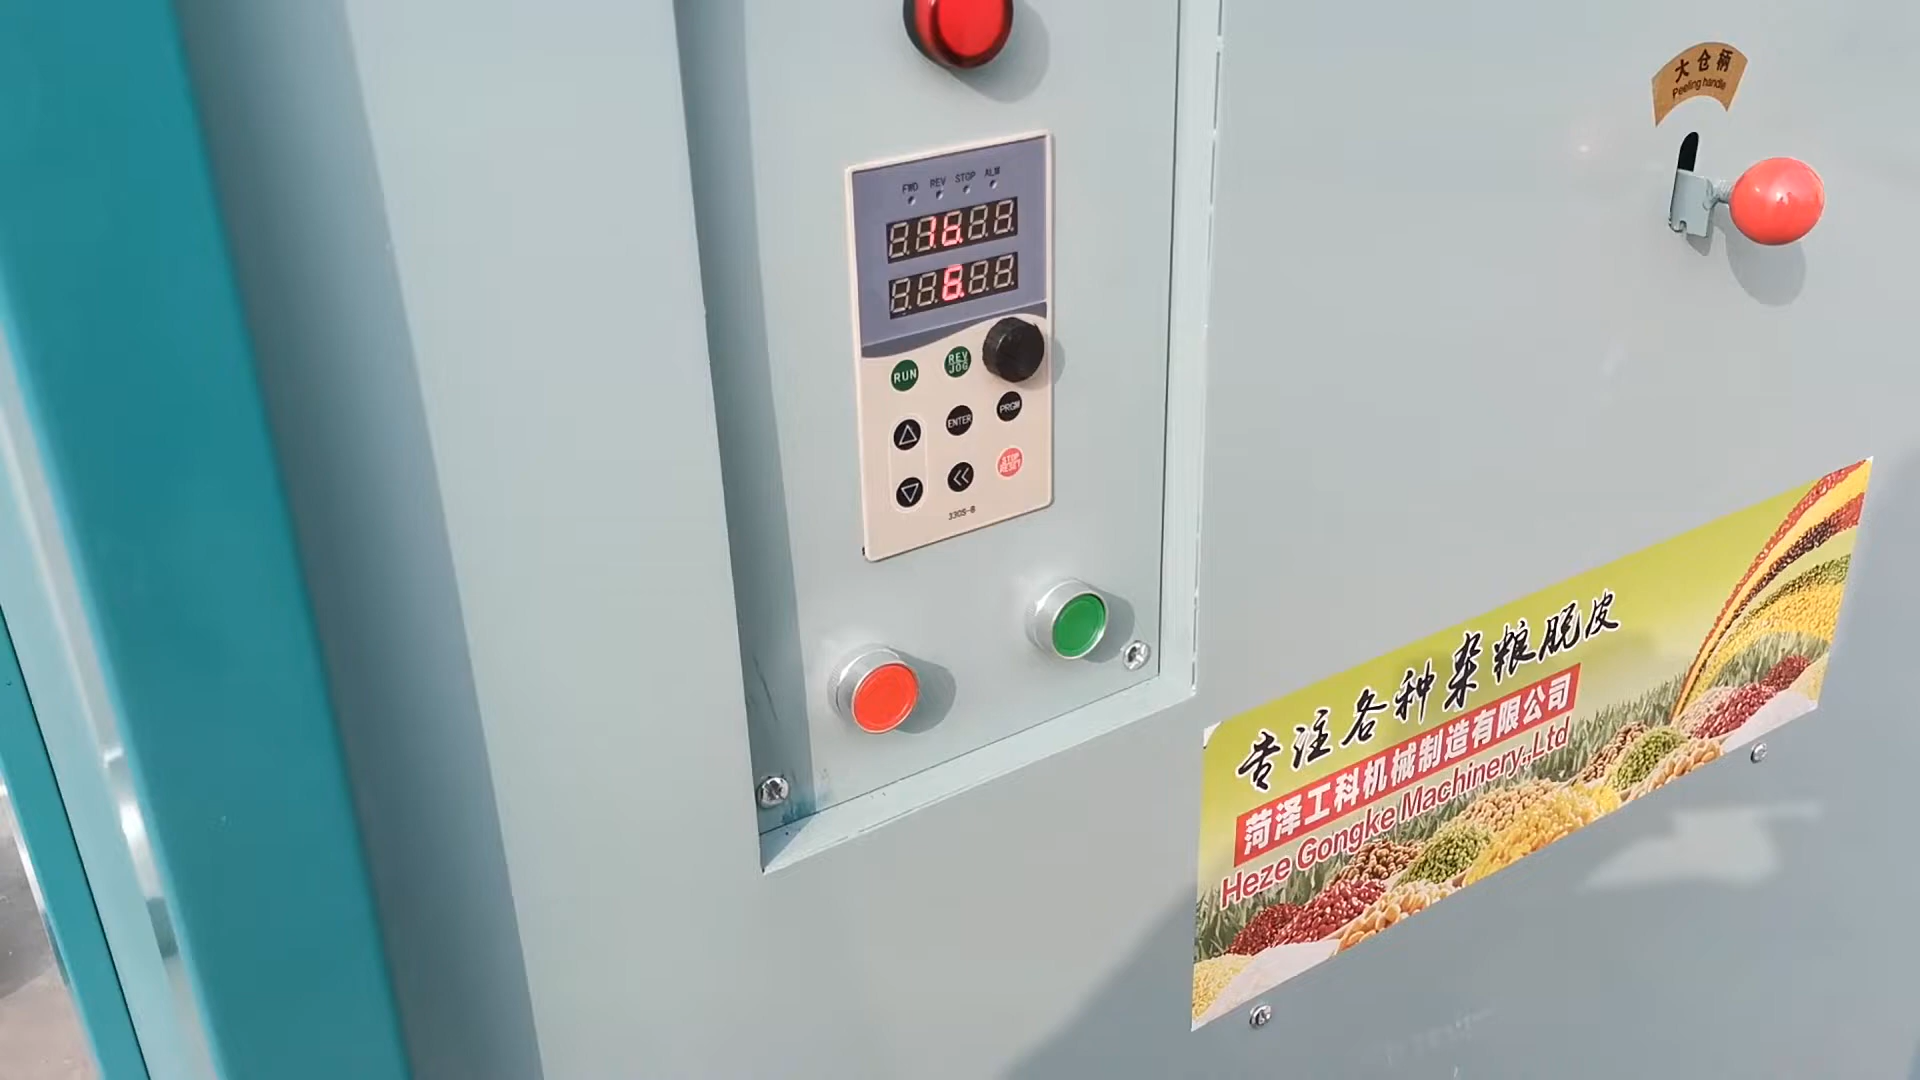 大仓柄
Peeling handle
FWD REV STOP ALM
RUN
REV
JOG
ENTER
PRGM
STOP
RESET
330S-B
专注各种杂粮脱皮
菏泽工科机械制造有限公司
Heze Gongke Machinery.,Ltd